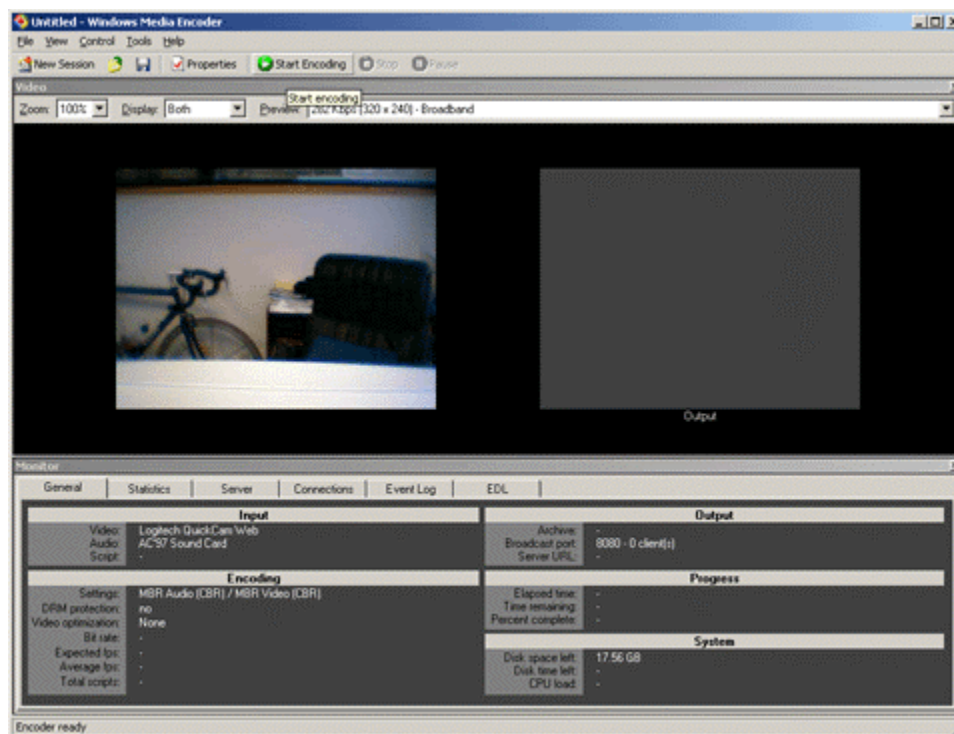 Untitled - Windows Media Encoder
File View Control Tools Help
New Session Properties Start Encoding Stop Pause
Video
Zoom: 100% Display: Both Preview: 282 Kbps (320 x 240) - Broadband
Start encoding
Output
Monitor
General Statistics Server Connections Event Log EDL
Input
Video: Logitech QuickCam Web
Audio: AC'97 Sound Card
Script: -
Encoding
Settings: MBR Audio (CBR) / MBR Video (CBR)
DRM protection: no
Video optimization: None
Bit rate: -
Expected fps: -
Average fps: -
Total scripts: -
Output
Archive: -
Broadcast port: 8080 - 0 client(s)
Server URL: -
Progress
Elapsed time: -
Time remaining: -
Percent complete: -
System
Disk space left: 17.56 GB
Disk time left: -
CPU load: -
Encoder ready